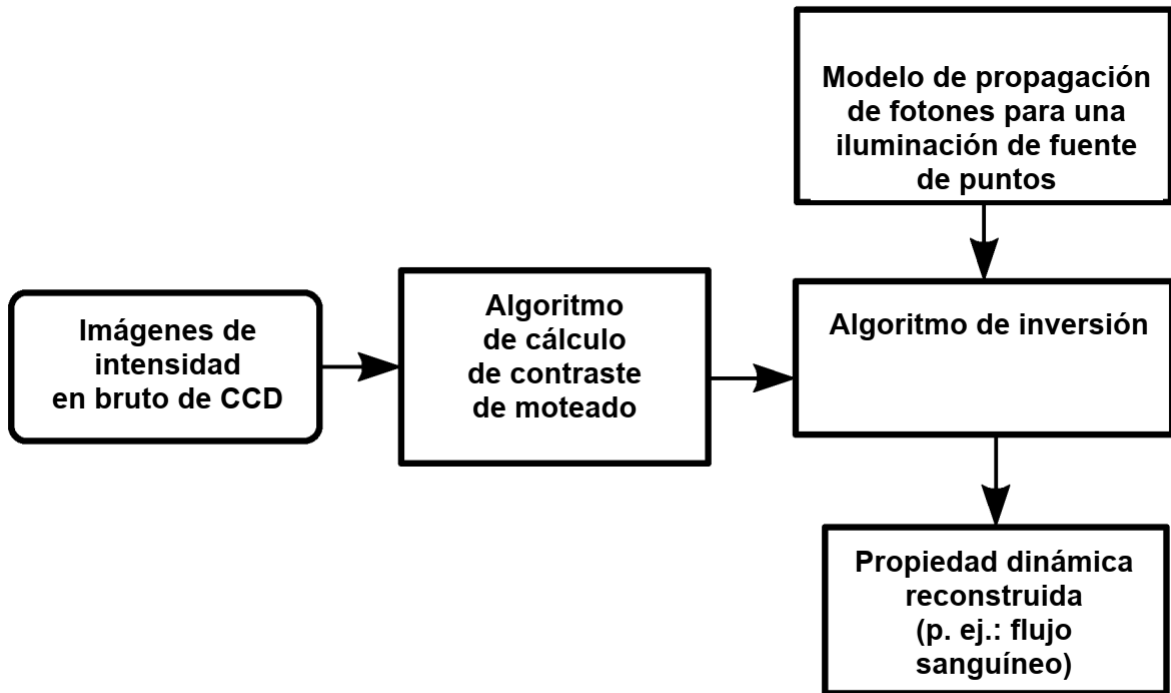 Modelo de propagación
de fotones para una
iluminación de fuente
de puntos
Imágenes de
intensidad
en bruto de CCD
Algoritmo
de cálculo
de contraste
de moteado
Algoritmo de inversión
Propiedad dinámica
reconstruida
(p. ej.: flujo
sanguíneo)